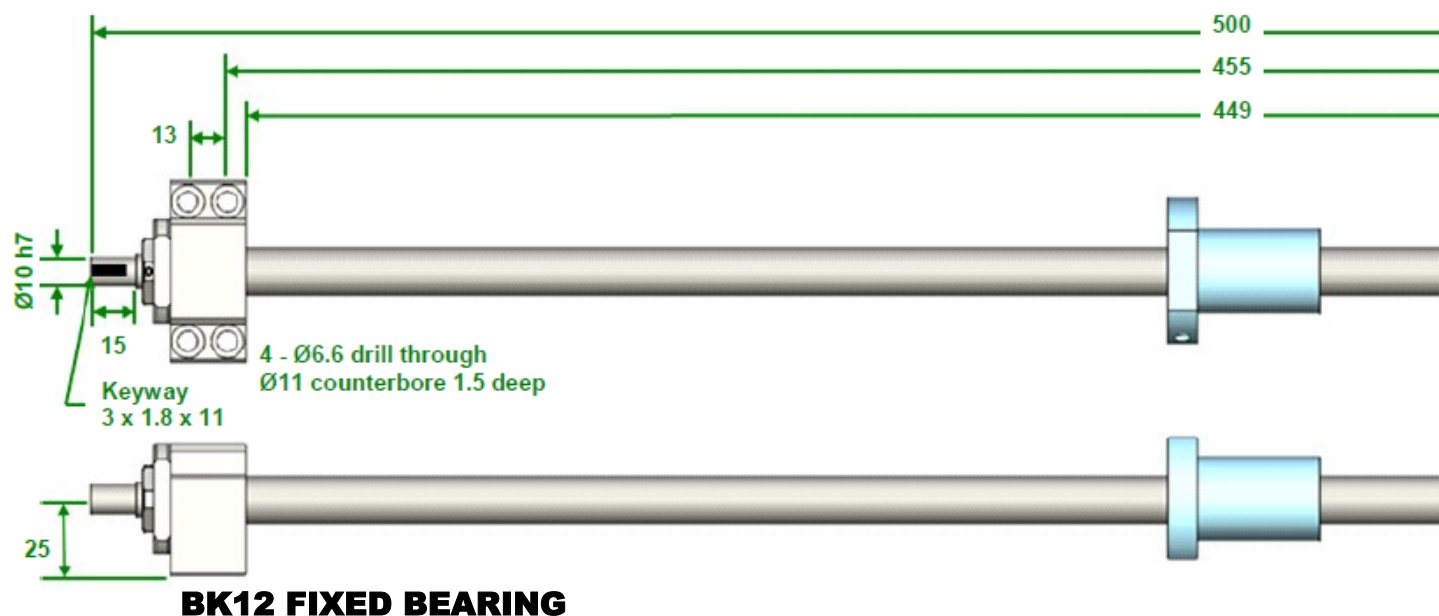 500
455
449
13
Ø10 h7
15
4 - Ø6.6 drill through
Ø11 counterbore 1.5 deep
Keyway
3 x 1.8 x 11
25
BK12 FIXED BEARING